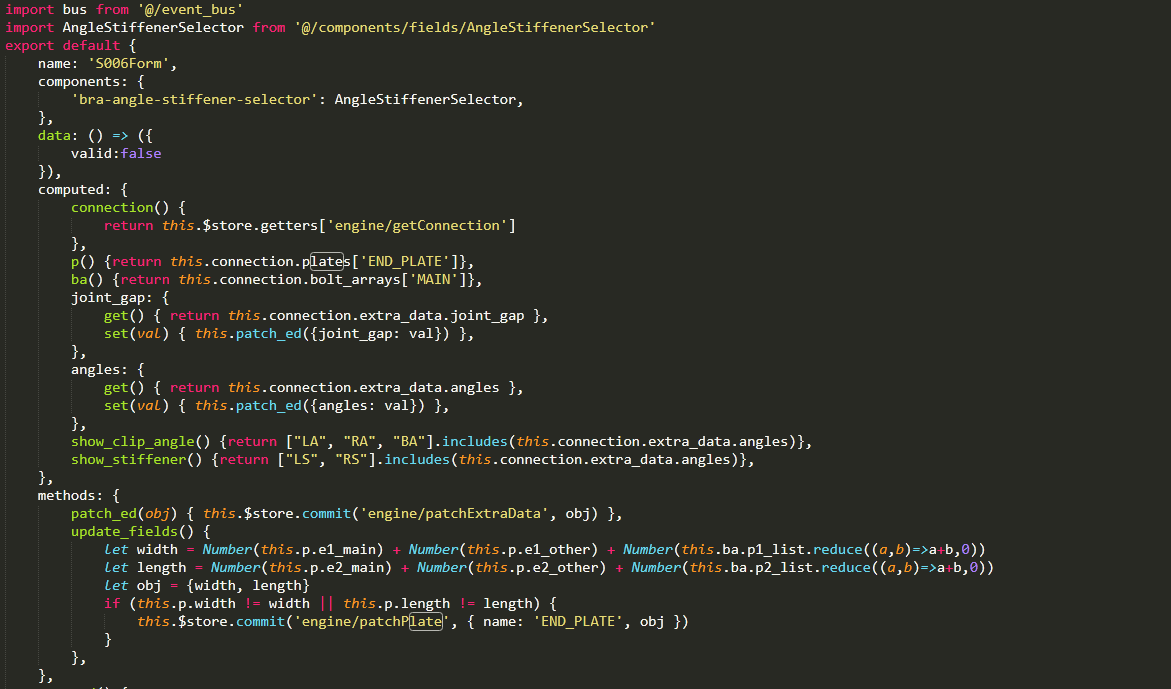 import bus from '@/event_bus'
import AngleStiffenerSelector from '@/components/fields/AngleStiffenerSelector'
export default {
    name: 'S006Form',
    components: {
        'bra-angle-stiffener-selector': AngleStiffenerSelector,
    },
    data: () => ({
        valid:false
    }),
    computed: {
        connection() {
            return this.$store.getters['engine/getConnection']
        },
        p() {return this.connection.plates['END_PLATE']},
        ba() {return this.connection.bolt_arrays['MAIN']},
        joint_gap: {
            get() { return this.connection.extra_data.joint_gap },
            set(val) { this.patch_ed({joint_gap: val}) },
        },
        angles: {
            get() { return this.connection.extra_data.angles },
            set(val) { this.patch_ed({angles: val}) },
        },
        show_clip_angle() {return ["LA", "RA", "BA"].includes(this.connection.extra_data.angles)},
        show_stiffener() {return ["LS", "RS"].includes(this.connection.extra_data.angles)},
    },
    methods: {
        patch_ed(obj) { this.$store.commit('engine/patchExtraData', obj) },
        update_fields() {
            let width = Number(this.p.e1_main) + Number(this.p.e1_other) + Number(this.ba.p1_list.reduce((a,b)=>a+b,0))
            let length = Number(this.p.e2_main) + Number(this.p.e2_other) + Number(this.ba.p2_list.reduce((a,b)=>a+b,0))
            let obj = {width, length}
            if (this.p.width != width || this.p.length != length) {
                this.$store.commit('engine/patchPlate', { name: 'END_PLATE', obj })
            }
        },
    },